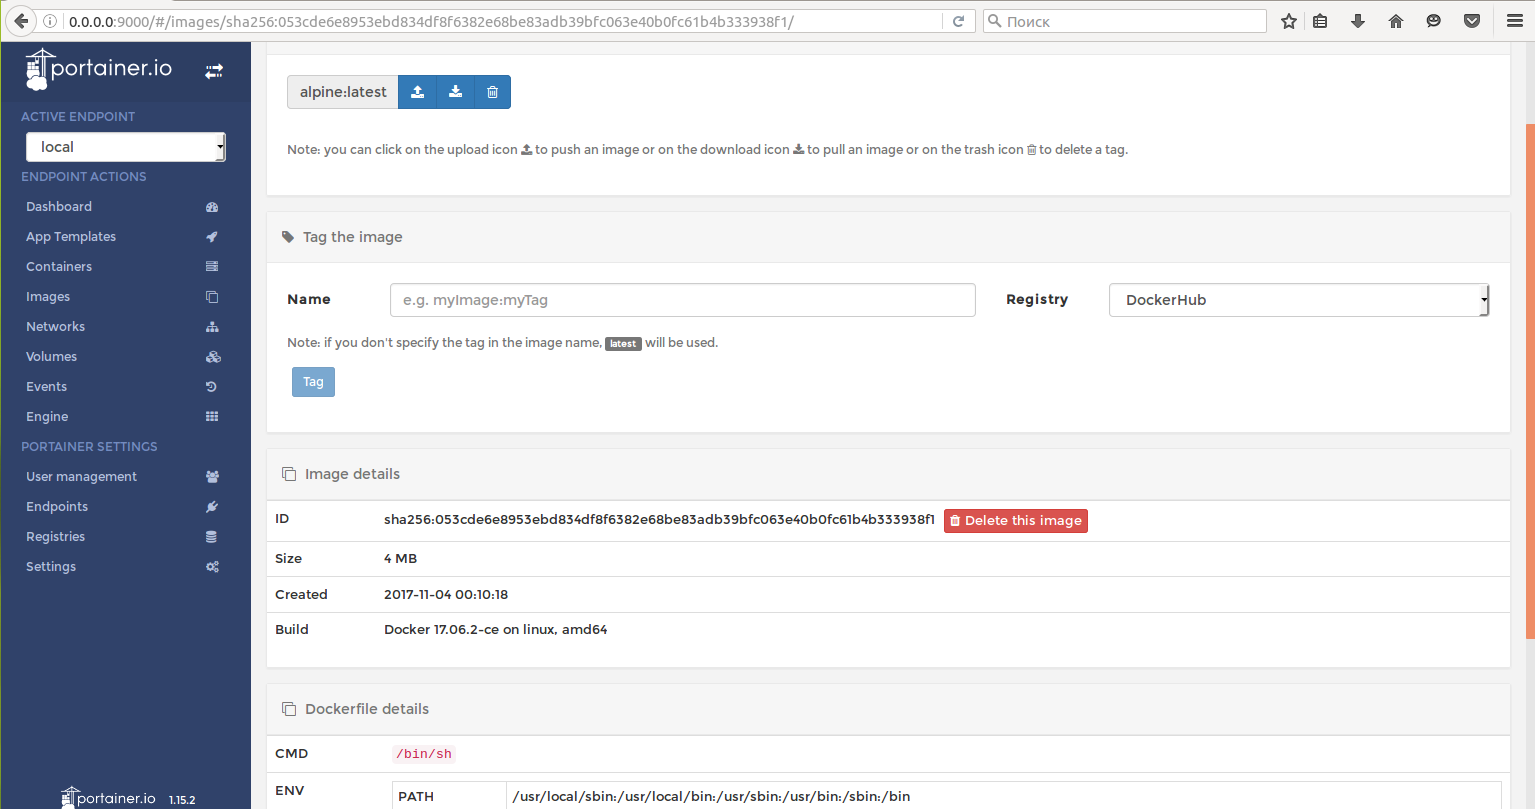 0.0.0.0:9000/#/images/sha256:053cde6e8953ebd834df8f6382e68be83adb39bfc063e40b0fc61b4b333938f1/
Поиск
portainer.io
ACTIVE ENDPOINT
local
ENDPOINT ACTIONS
Dashboard
App Templates
Containers
Images
Networks
Volumes
Events
Engine
PORTAINER SETTINGS
User management
Endpoints
Registries
Settings
portainer.io 1.15.2
alpine:latest
Note: you can click on the upload icon to push an image or on the download icon to pull an image or on the trash icon to delete a tag.
Tag the image
Name
e.g. myImage:myTag
Registry
DockerHub
Note: if you don't specify the tag in the image name, latest will be used.
Tag
Image details
ID sha256:053cde6e8953ebd834df8f6382e68be83adb39bfc063e40b0fc61b4b333938f1 Delete this image
Size 4 MB
Created 2017-11-04 00:10:18
Build Docker 17.06.2-ce on linux, amd64
Dockerfile details
CMD /bin/sh
ENV PATH /usr/local/sbin:/usr/local/bin:/usr/sbin:/usr/bin:/sbin:/bin